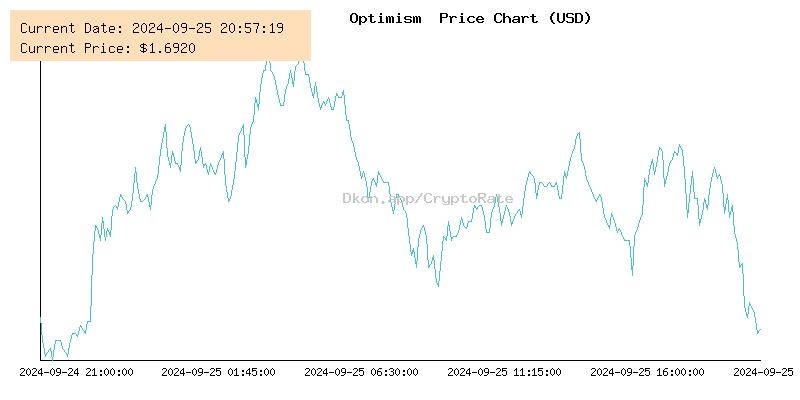 Optimism  Price Chart (USD)
Current Date: 2024-09-25 20:57:19
Current Price: $1.6920
Dkon.app/CryptoRate
2024-09-24 21:00:00 2024-09-25 01:45:00 2024-09-25 06:30:00 2024-09-25 11:15:00 2024-09-25 16:00:00 2024-09-25